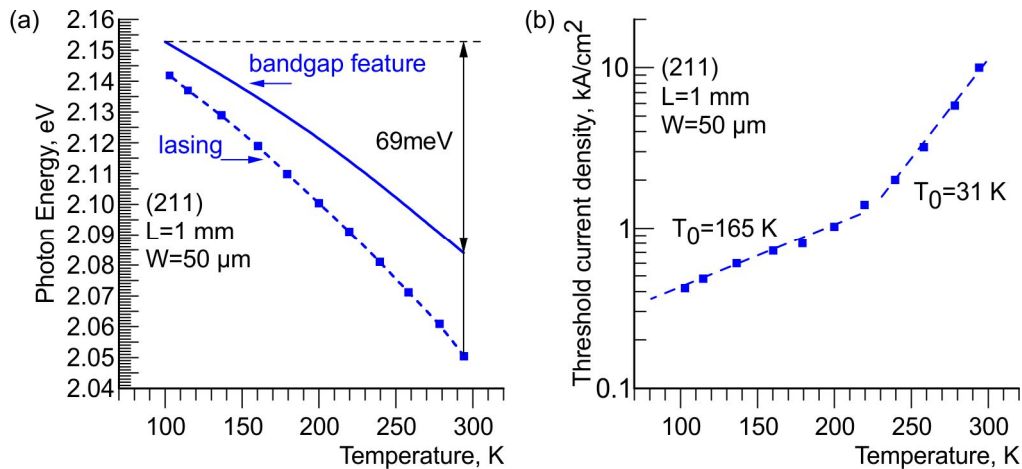 (a)
Photon Energy, eV
2.16
2.15
2.14
2.13
2.12
2.11
2.10
2.09
2.08
2.07
2.06
2.05
2.04
bandgap feature
lasing
69meV
(211)
L=1 mm
W=50 µm
100 150 200 250 300
Temperature, K
(b)
Threshold current density, kA/cm²
10
1
0.1
(211)
L=1 mm
W=50 µm
T₀=165 K
T₀=31 K
100 150 200 250 300
Temperature, K